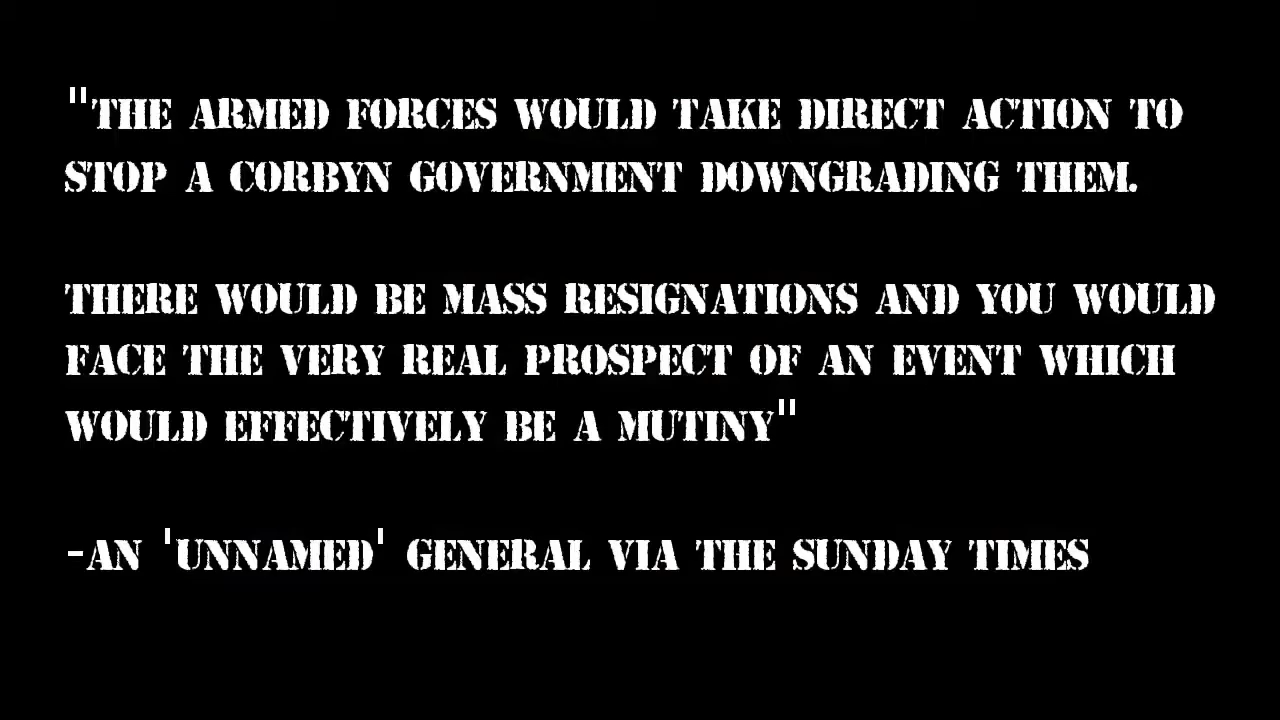 "THE ARMED FORCES WOULD TAKE DIRECT ACTION TO
STOP A CORBYN GOVERNMENT DOWNGRADING THEM.
THERE WOULD BE MASS RESIGNATIONS AND YOU WOULD
FACE THE VERY REAL PROSPECT OF AN EVENT WHICH
WOULD EFFECTIVELY BE A MUTINY"
-AN 'UNNAMED' GENERAL VIA THE SUNDAY TIMES